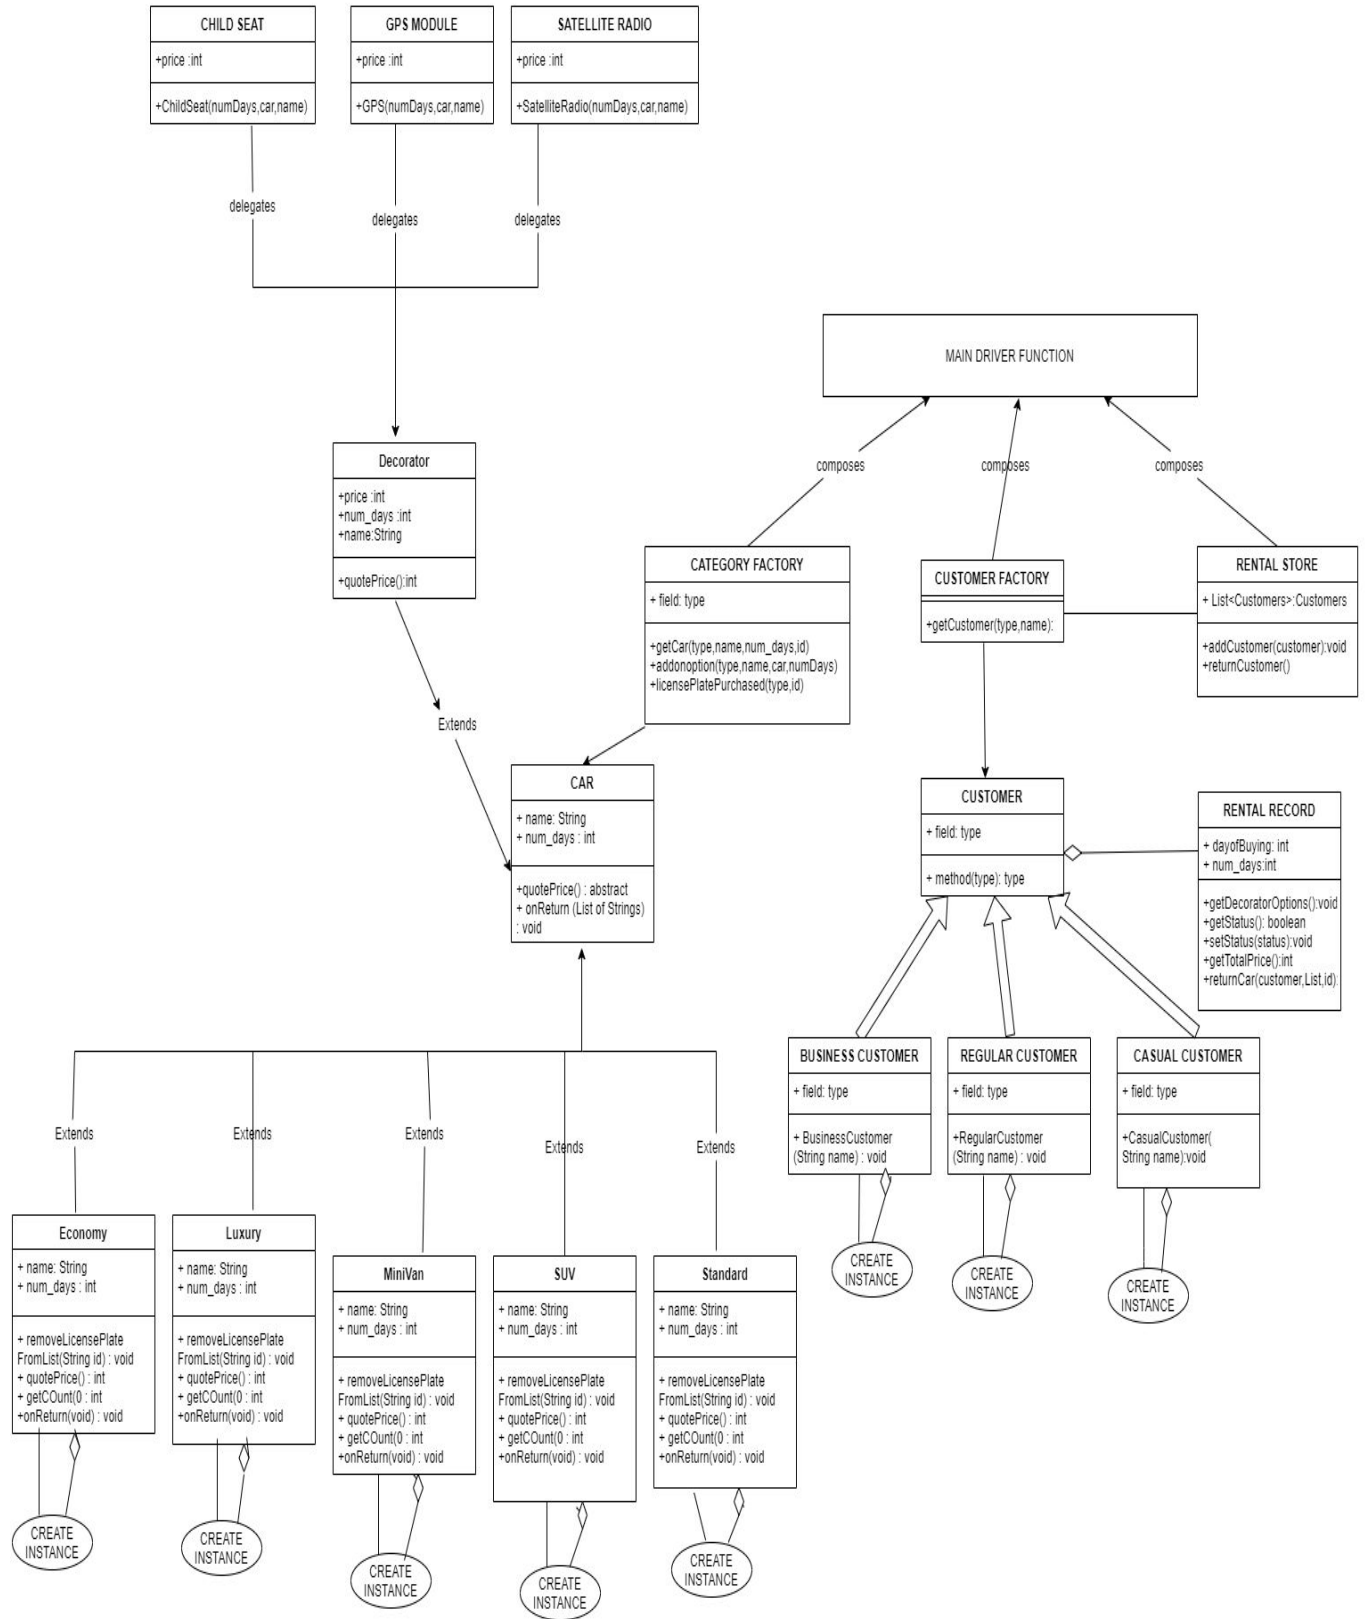 CHILD SEAT
+price :int
+ChildSeat(numDays,car,name)
GPS MODULE
+price :int
+GPS(numDays,car,name)
SATELLITE RADIO
+price :int
+SatelliteRadio(numDays,car,name)
delegates
delegates
delegates
MAIN DRIVER FUNCTION
composes
composes
composes
Decorator
+price :int
+num_days :int
+name:String
+quotePrice():int
Extends
CATEGORY FACTORY
+ field: type
+getCar(type,name,num_days,id)
+addonoption(type,name,car,numDays)
+licensePlatePurchased(type,id)
CUSTOMER FACTORY
+getCustomer(type,name):
RENTAL STORE
+ List<Customers>:Customers
+addCustomer(customer):void
+returnCustomer()
CAR
+ name: String
+ num_days : int
+quotePrice() : abstract
+ onReturn (List of Strings)
: void
CUSTOMER
+ field: type
+ method(type): type
RENTAL RECORD
+ dayofBuying: int
+ num_days:int
+getDecoratorOptions():void
+getStatus(): boolean
+setStatus(status):void
+getTotalPrice():int
+returnCar(customer,List,id):
BUSINESS CUSTOMER
+ field: type
+ BusinessCustomer
(String name) : void
REGULAR CUSTOMER
+ field: type
+RegularCustomer
(String name) : void
CASUAL CUSTOMER
+ field: type
+CasualCustomer(
String name):void
CREATE
INSTANCE
CREATE
INSTANCE
CREATE
INSTANCE
Extends
Extends
Extends
Extends
Extends
Economy
+ name: String
+ num_days : int
+ removeLicensePlate
FromList(String id) : void
+ quotePrice() : int
+ getCOunt(0 : int
+onReturn(void) : void
Luxury
+ name: String
+ num_days : int
+ removeLicensePlate
FromList(String id) : void
+ quotePrice() : int
+ getCOunt(0 : int
+onReturn(void) : void
MiniVan
+ name: String
+ num_days : int
+ removeLicensePlate
FromList(String id) : void
+ quotePrice() : int
+ getCOunt(0 : int
+onReturn(void) : void
SUV
+ name: String
+ num_days : int
+ removeLicensePlate
FromList(String id) : void
+ quotePrice() : int
+ getCOunt(0 : int
+onReturn(void) : void
Standard
+ name: String
+ num_days : int
+ removeLicensePlate
FromList(String id) : void
+ quotePrice() : int
+ getCOunt(0 : int
+onReturn(void) : void
CREATE
INSTANCE
CREATE
INSTANCE
CREATE
INSTANCE
CREATE
INSTANCE
CREATE
INSTANCE